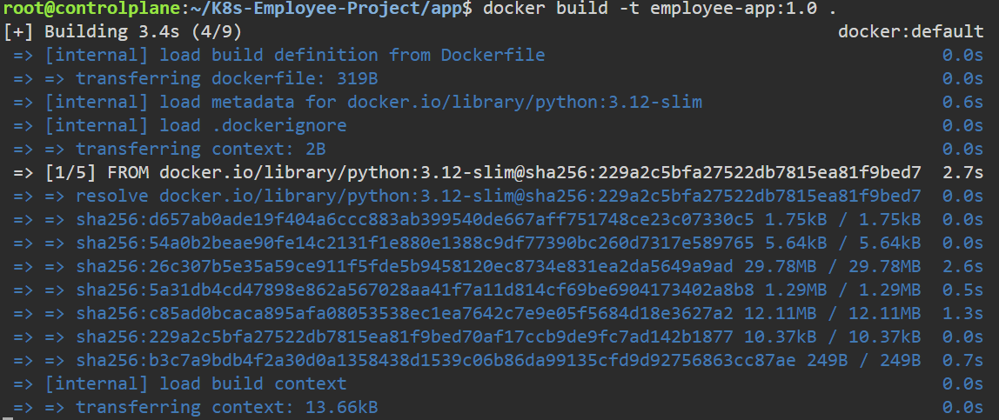 root@controlplane:~/K8s-Employee-Project/app$ docker build -t employee-app:1.0 .
[+] Building 3.4s (4/9) docker:default
=> [internal] load build definition from Dockerfile 0.0s
=> => transferring dockerfile: 319B 0.0s
=> [internal] load metadata for docker.io/library/python:3.12-slim 0.6s
=> [internal] load .dockerignore 0.0s
=> => transferring context: 2B 0.0s
=> [1/5] FROM docker.io/library/python:3.12-slim@sha256:229a2c5bfa27522db7815ea81f9bed7 2.7s
=> => resolve docker.io/library/python:3.12-slim@sha256:229a2c5bfa27522db7815ea81f9bed7 0.0s
=> => sha256:d657ab0ade19f404a6ccc883ab399540de667aff751748ce23c07330c5 1.75kB / 1.75kB 0.0s
=> => sha256:54a0b2beae90fe14c2131f1e880e1388c9df77390bc260d7317e589765 5.64kB / 5.64kB 0.0s
=> => sha256:26c307b5e35a59ce911f5fde5b9458120ec8734e831ea2da5649a9ad 29.78MB / 29.78MB 2.6s
=> => sha256:5a31db4cd47898e862a567028aa41f7a11d814cf69be6904173402a8b8 1.29MB / 1.29MB 0.5s
=> => sha256:c85ad0bcaca895afa08053538ec1ea7642c7e9e05f5684d18e3627a2 12.11MB / 12.11MB 1.3s
=> => sha256:229a2c5bfa27522db7815ea81f9bed70af17ccb9de9fc7ad142b1877 10.37kB / 10.37kB 0.0s
=> => sha256:b3c7a9bdb4f2a30d0a1358438d1539c06b86da99135cfd9d92756863cc87ae 249B / 249B 0.7s
=> [internal] load build context 0.0s
=> => transferring context: 13.66kB 0.0s